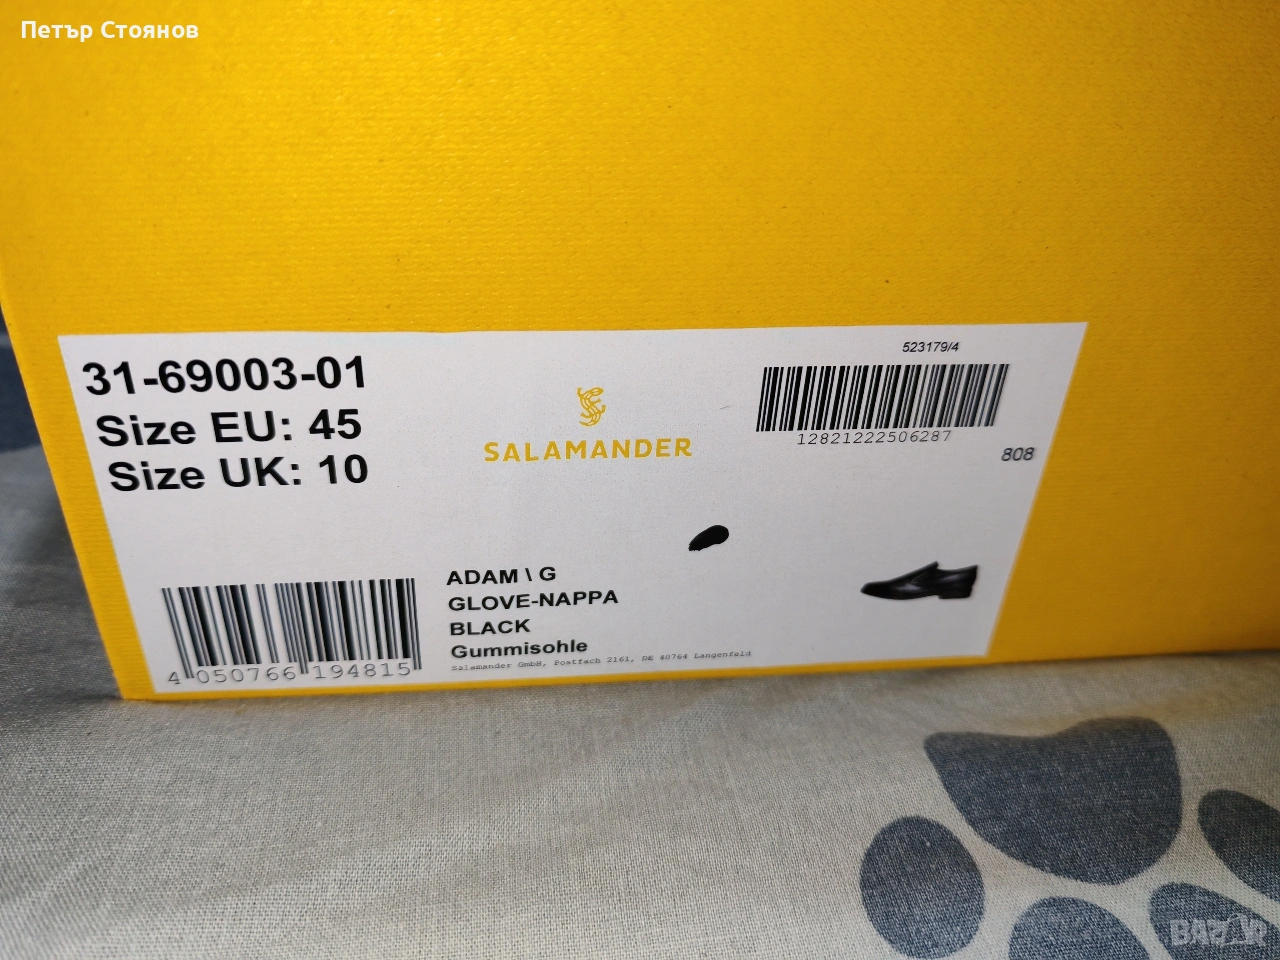 Петър Стоянов
31-69003-01
Size EU: 45
Size UK: 10
SALAMANDER
523179/4
12821222506287
808
ADAM \ G
GLOVE-NAPPA
BLACK
Gummisohle
Salamander GmbH, Postfach 2161, DE 40764 Langenfeld
4 050766 194815